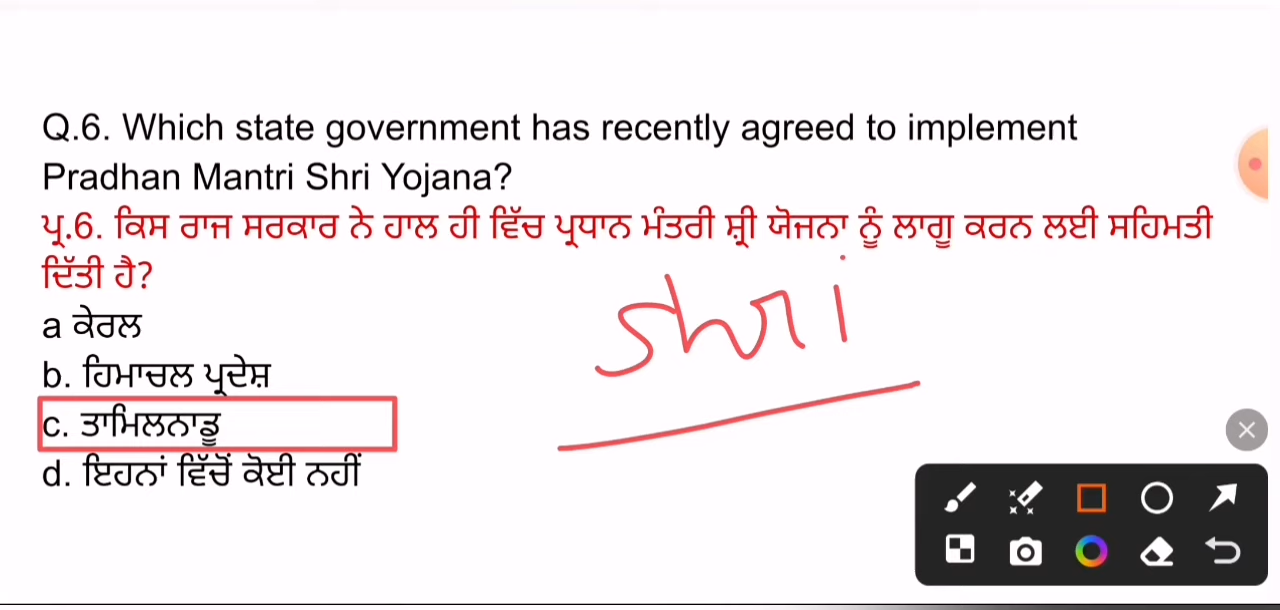 Q.6. Which state government has recently agreed to implement
Pradhan Mantri Shri Yojana?
ਪ੍ਰ.6. ਕਿਸ ਰਾਜ ਸਰਕਾਰ ਨੇ ਹਾਲ ਹੀ ਵਿੱਚ ਪ੍ਰਧਾਨ ਮੰਤਰੀ ਸ਼੍ਰੀ ਯੋਜਨਾ ਨੂੰ ਲਾਗੂ ਕਰਨ ਲਈ ਸਹਿਮਤੀ
ਦਿੱਤੀ ਹੈ?
a ਕੇਰਲ
b. ਹਿਮਾਚਲ ਪ੍ਰਦੇਸ਼
c. ਤਾਮਿਲਨਾਡੂ
d. ਇਹਨਾਂ ਵਿੱਚੋਂ ਕੋਈ ਨਹੀਂ
Shri